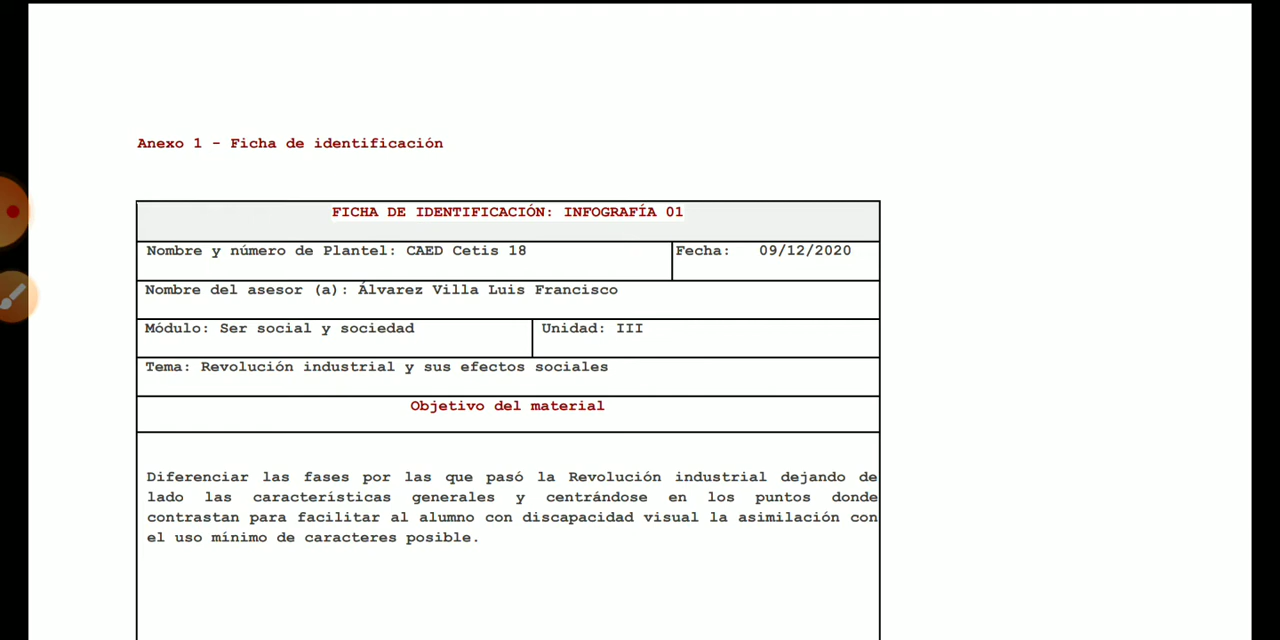 Anexo 1 - Ficha de identificación
FICHA DE IDENTIFICACIÓN: INFOGRAFÍA 01
Nombre y número de Plantel: CAED Cetis 18
Fecha: 09/12/2020
Nombre del asesor (a): Álvarez Villa Luis Francisco
Módulo: Ser social y sociedad
Unidad: III
Tema: Revolución industrial y sus efectos sociales
Objetivo del material
Diferenciar las fases por las que pasó la Revolución industrial dejando de
lado las características generales y centrándose en los puntos donde
contrastan para facilitar al alumno con discapacidad visual la asimilación con
el uso mínimo de caracteres posible.